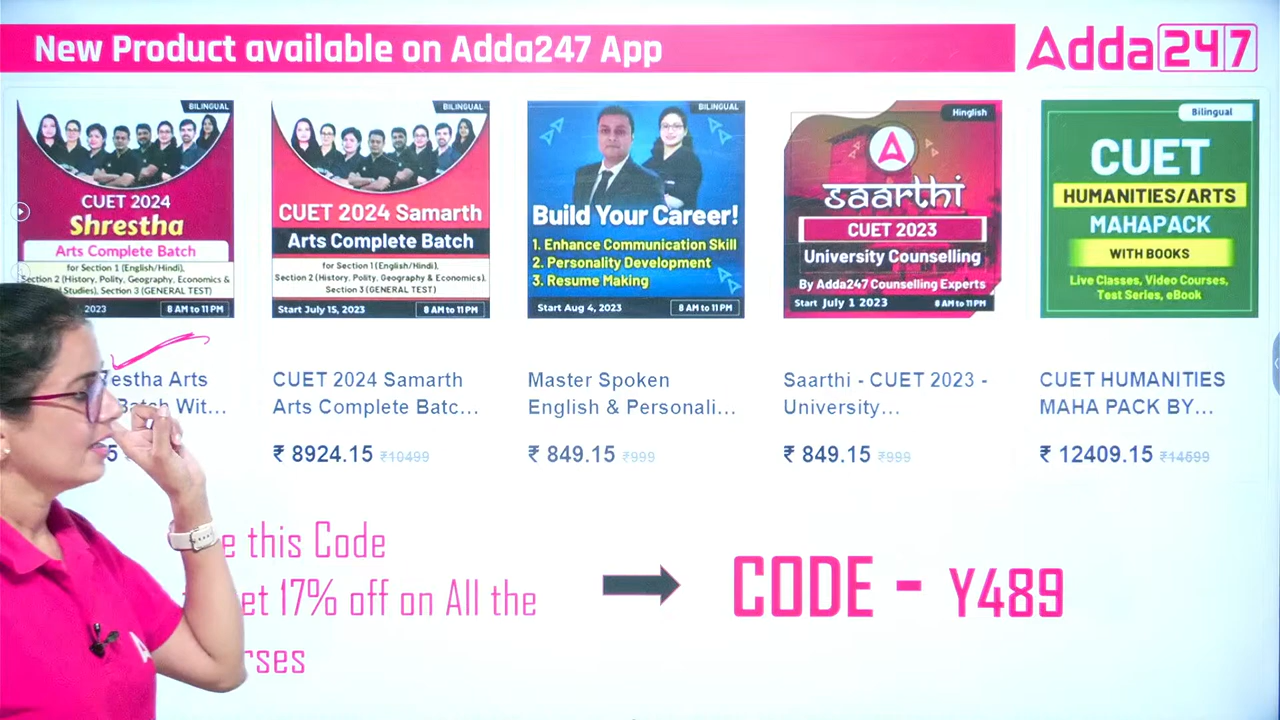 New Product available on Adda247 App
Adda247
BILINGUAL
CUET 2024
Shrestha
Arts Complete Batch
for Section 1 (English/Hindi),
Section 2 (History, Polity, Geography, Economics &
Studies), Section 3 (GENERAL TEST)
2023
8 AM to 11 PM
estha Arts
Batch Wit...
BILINGUAL
CUET 2024 Samarth
Arts Complete Batch
for Section 1 (English/Hindi),
Section 2 (History, Polity, Geography & Economics),
Section 3 (GENERAL TEST)
Start July 15, 2023
8 AM to 11 PM
CUET 2024 Samarth
Arts Complete Batc...
₹ 8924.15 ₹10499
BILINGUAL
Build Your Career!
1. Enhance Communication Skill
2. Personality Development
3. Resume Making
Start Aug 4, 2023
8 AM to 11 PM
Master Spoken
English & Personali...
₹ 849.15 ₹999
Hinglish
saarthi
CUET 2023
University Counselling
By Adda247 Counselling Experts
Start July 1 2023
8 AM to 11 PM
Saarthi - CUET 2023 -
University...
₹ 849.15 ₹999
Bilingual
CUET
HUMANITIES/ARTS
MAHAPACK
WITH BOOKS
Live Classes, Video Courses,
Test Series, eBook
CUET HUMANITIES
MAHA PACK BY...
₹ 12409.15 ₹14599
e this Code
et 17% off on All the
rses
CODE - Y489